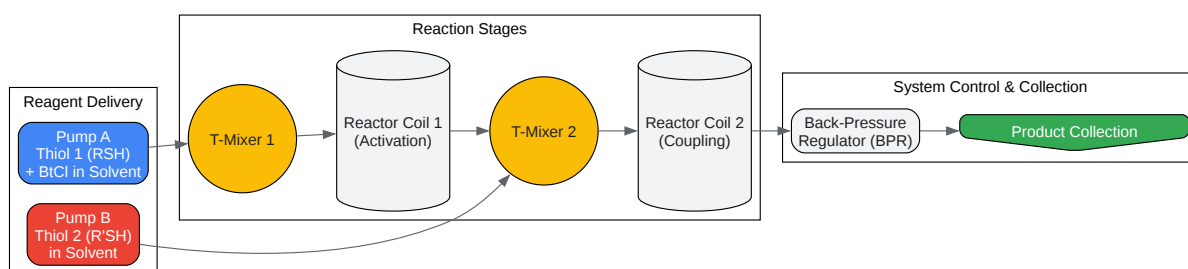 Reaction Stages
Reagent Delivery
Pump A
Thiol 1 (RSH)
+ BtCl in Solvent
Pump B
Thiol 2 (R'SH)
in Solvent
T-Mixer 1
Reactor Coil 1
(Activation)
T-Mixer 2
Reactor Coil 2
(Coupling)
System Control & Collection
Back-Pressure
Regulator (BPR)
Product Collection